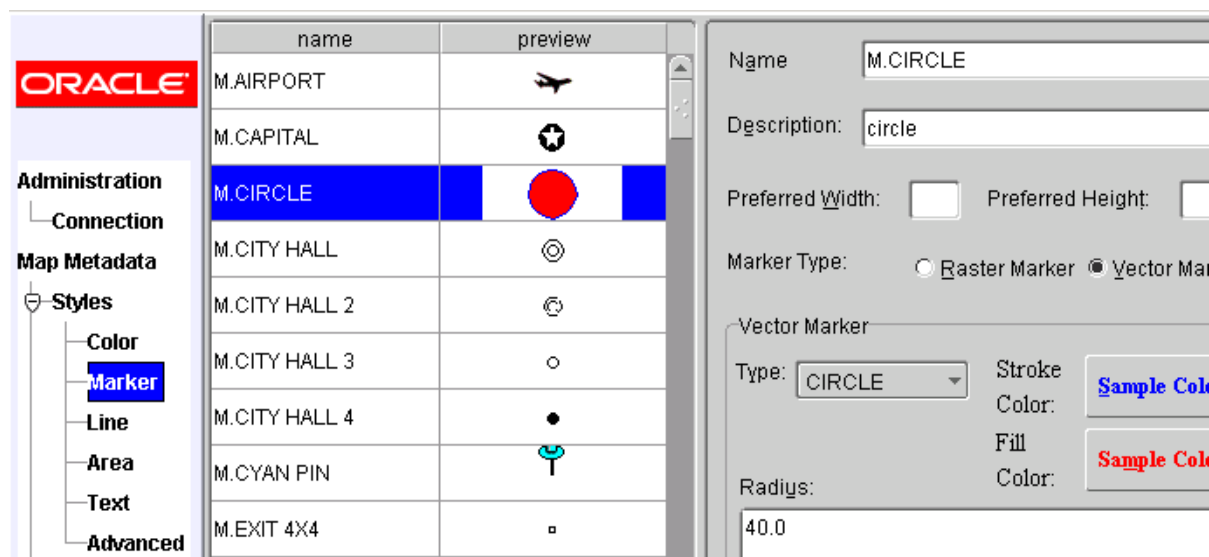 ORACLE
Administration
Connection
Map Metadata
Styles
Color
Marker
Line
Area
Text
Advanced
name preview
M.AIRPORT
M.CAPITAL
M.CIRCLE
M.CITY HALL
M.CITY HALL 2
M.CITY HALL 3
M.CITY HALL 4
M.CYAN PIN
M.EXIT 4X4
Name M.CIRCLE
Description: circle
Preferred Width: Preferred Height:
Marker Type: Raster Marker Vector Mar
Vector Marker
Type: CIRCLE Stroke Color: Sample Colo
Fill Color: Sample Colo
Radius:
40.0